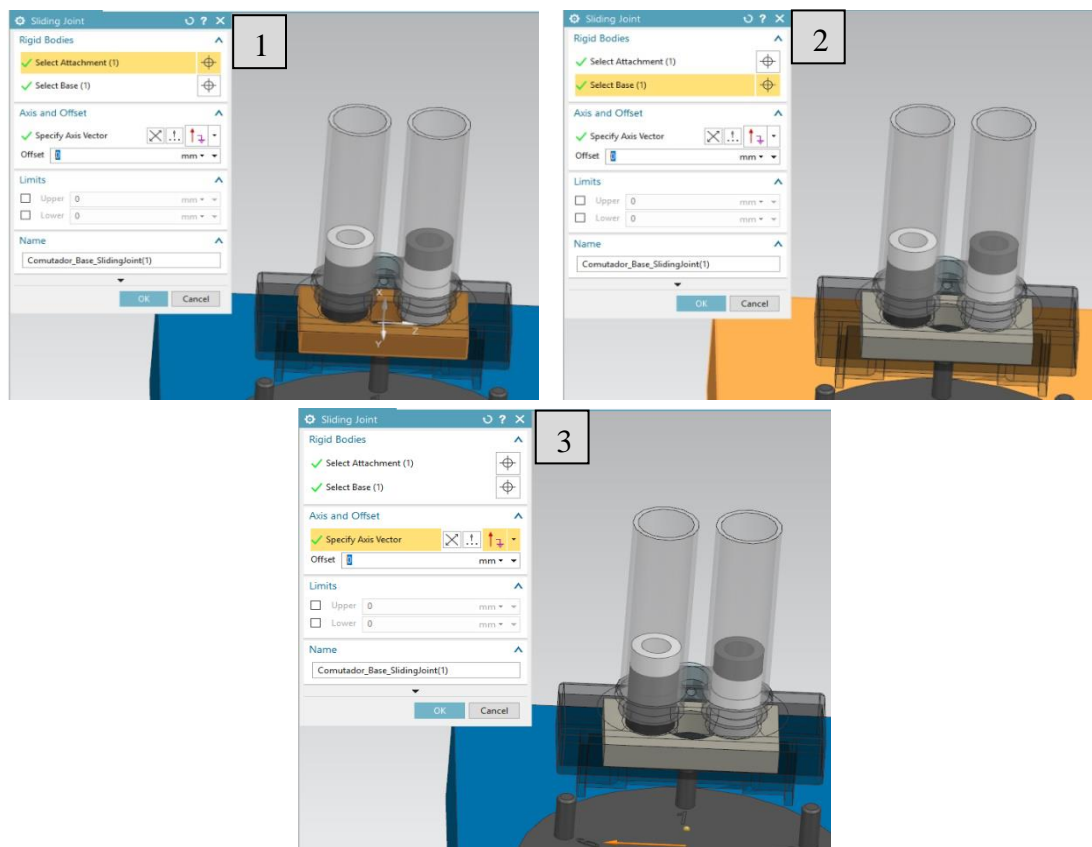 Sliding Joint
1
Rigid Bodies
Select Attachment (1)
Select Base (1)
Axis and Offset
Specify Axis Vector
Offset 0 mm
Limits
Upper 0 mm
Lower 0 mm
Name
Comutador_Base_SlidingJoint(1)
OK Cancel
X
Z
Y
Sliding Joint
2
Rigid Bodies
Select Attachment (1)
Select Base (1)
Axis and Offset
Specify Axis Vector
Offset 0 mm
Limits
Upper 0 mm
Lower 0 mm
Name
Comutador_Base_SlidingJoint(1)
OK Cancel
Sliding Joint
3
Rigid Bodies
Select Attachment (1)
Select Base (1)
Axis and Offset
Specify Axis Vector
Offset 0 mm
Limits
Upper 0 mm
Lower 0 mm
Name
Comutador_Base_SlidingJoint(1)
OK Cancel